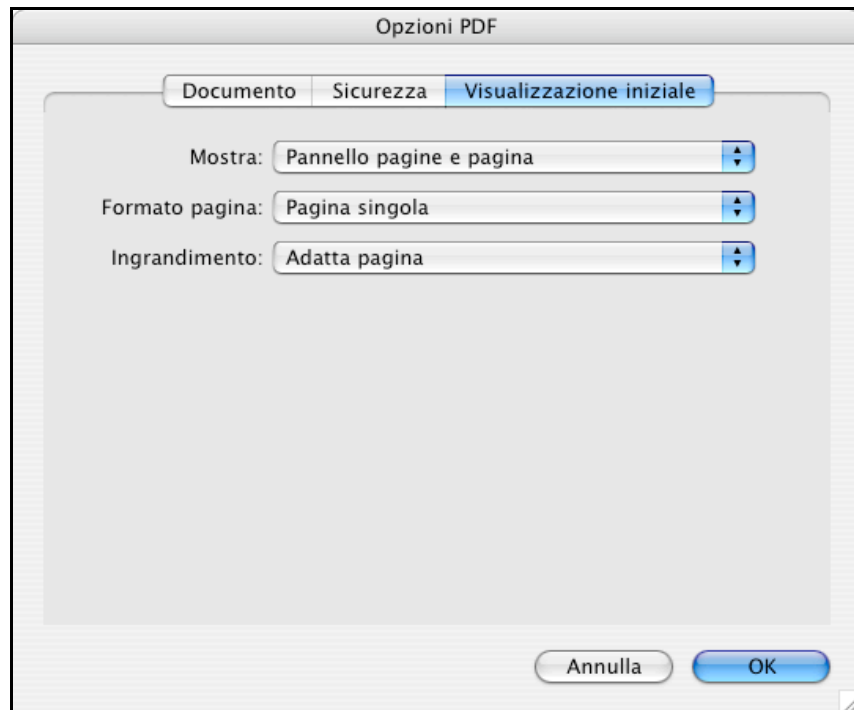 Opzioni PDF
Documento Sicurezza Visualizzazione iniziale
Mostra: Pannello pagine e pagina
Formato pagina: Pagina singola
Ingrandimento: Adatta pagina
Annulla OK